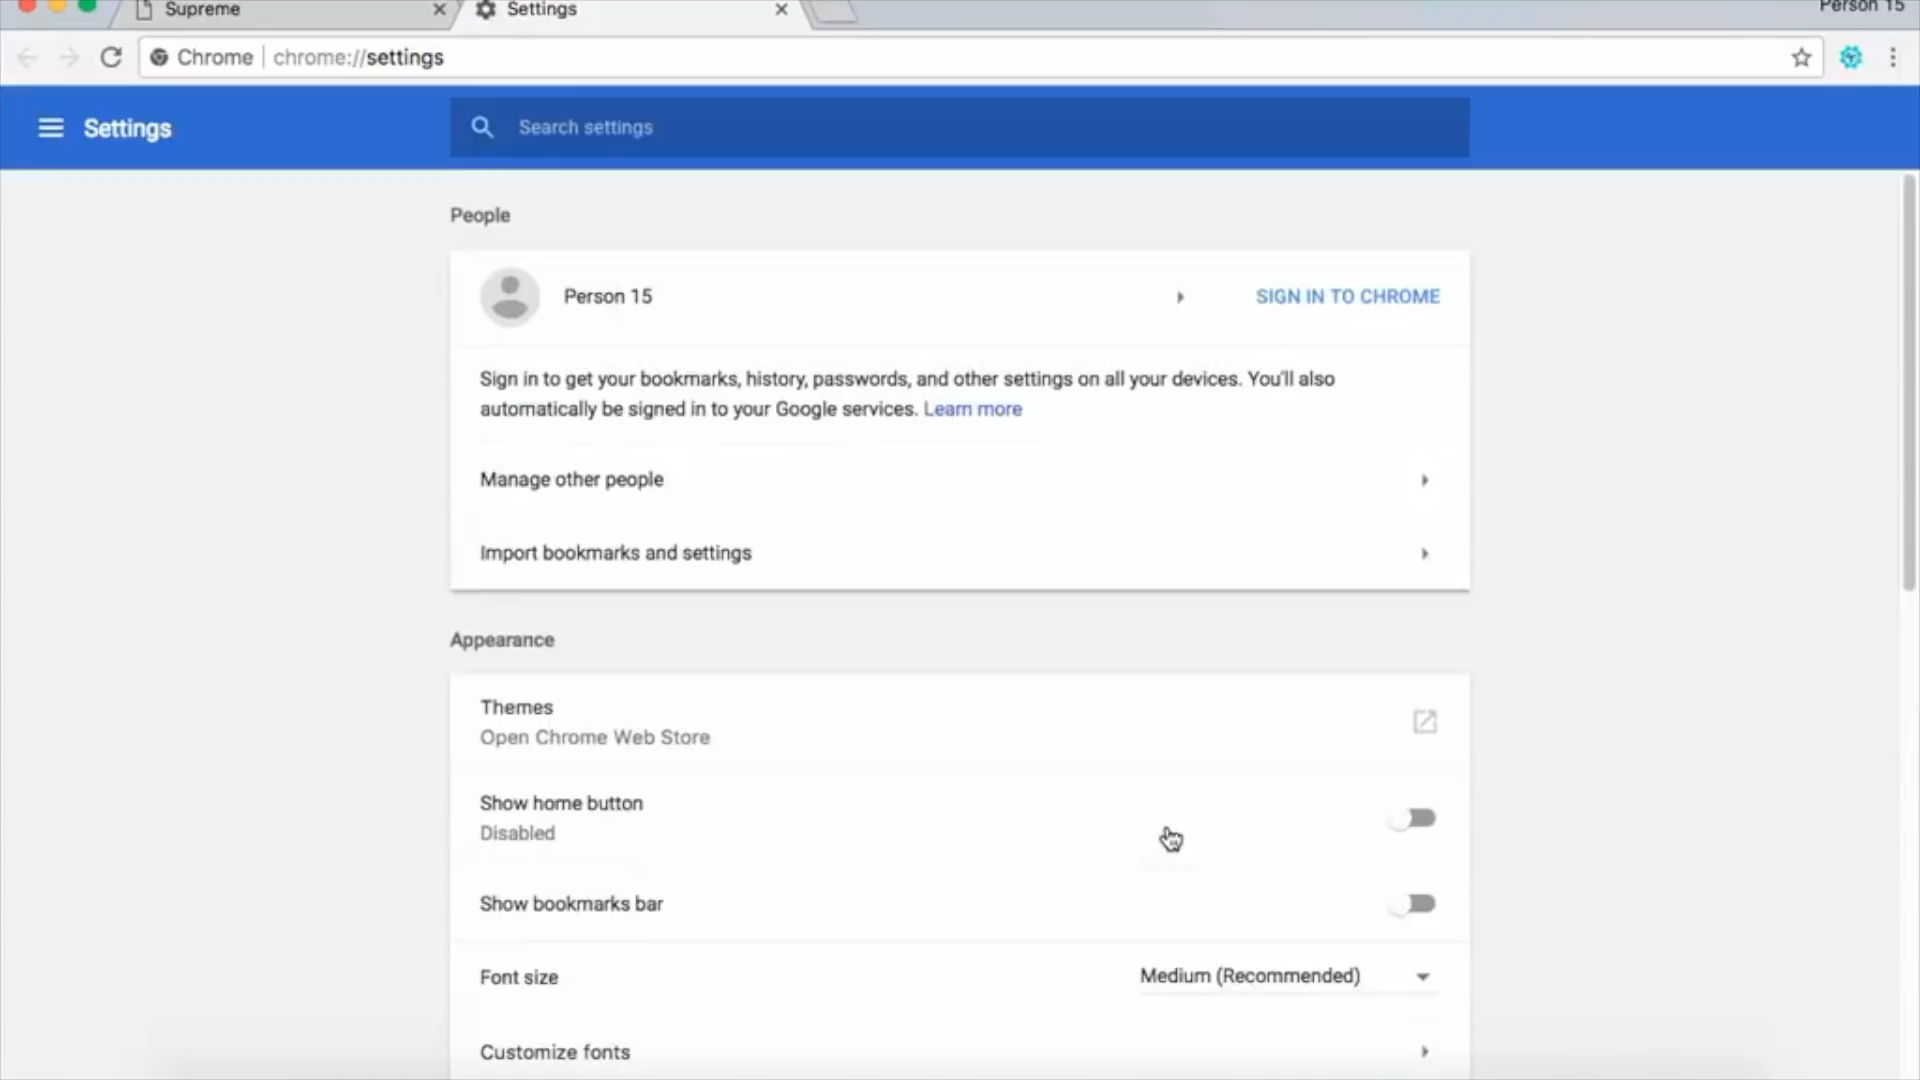 Supreme
Settings
Person 15
Chrome chrome://settings
Settings
Search settings
People
Person 15
SIGN IN TO CHROME
Sign in to get your bookmarks, history, passwords, and other settings on all your devices. You'll also
automatically be signed in to your Google services. Learn more
Manage other people
Import bookmarks and settings
Appearance
Themes
Open Chrome Web Store
Show home button
Disabled
Show bookmarks bar
Font size
Medium (Recommended)
Customize fonts